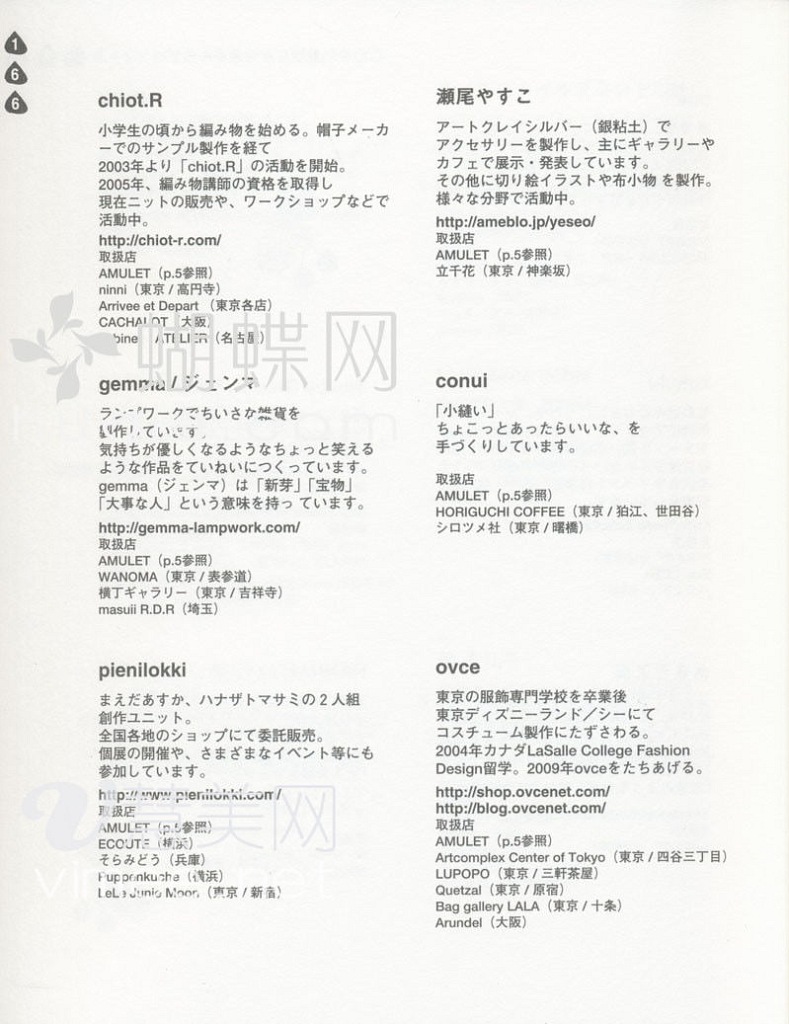 1
6
6
chiot.R
小学生の頃から編み物を始める。帽子メーカ
ーでのサンプル製作を経て
2003年より「chiot.R」の活動を開始。
2005年、編み物講師の資格を取得し
現在ニットの販売や、ワークショップなどで
活動中。
http://chiot-r.com/
取扱店
AMULET（p.5参照）
ninni（東京 / 高円寺）
Arrivee et Depart （東京各店）
CACHALOT（大阪）
ATELIER（名古屋）
gemma / ジェンマ
ランプワークでちいさな雑貨を
製作しています。
気持ちが優しくなるようなちょっと笑える
ような作品をていねいにつくっています。
gemma（ジェンマ）は「新芽」「宝物」
「大事な人」という意味を持っ ています。
http://gemma-lampwork.com/
取扱店
AMULET（p.5参照）
WANOMA（東京 / 表参道）
横丁ギャラリー（東京 / 吉祥寺）
masuii R.D.R（埼玉）
pienilokki
まえだあすか、ハナザトマサミの２人組
創作ユニット。
全国各地のショップにて委託販売。
個展の開催や、さまざまなイベント等にも
参加しています。
http://www.pienilokki.com/
取扱店
AMULET（p.5参照）
ECOUTE（横浜）
そらみどう（兵庫）
Puppenkuche（横浜）
LeLe Junie Moon（東京 / 新宿）
瀬尾やすこ
アートクレイシルバー（銀粘土）で
アクセサリーを製作し、主にギャラリーや
カフェで展示・発表しています。
その他に切り絵イラストや布小物 を製作。
様々な分野で活動中。
http://ameblo.jp/yeseo/
取扱店
AMULET（p.5参照）
立千花（東京 / 神楽坂）
conui
「小縫い」
ちょこっとあったらいいな、を
手づくりしています。
取扱店
AMULET（p.5参照）
HORIGUCHI COFFEE（東京 / 狛江、世田谷）
シロツメ社（東京 / 曙橋）
ovce
東京の服飾専門学校を卒業後
東京ディズニーランド／シーにて
コスチューム製作にたずさわる。
2004年カナダLaSalle College Fashion
Design留学。2009年ovceをたちあげる。
http://shop.ovcenet.com/
http://blog.ovcenet.com/
取扱店
AMULET（p.5参照）
Artcomplex Center of Tokyo（東京 / 四谷三丁目）
LUPOPO（東京 / 三軒茶屋）
Quetzal（東京 / 原宿）
Bag gallery LALA（東京 / 十条）
Arundel（大阪）
蝴蝶网